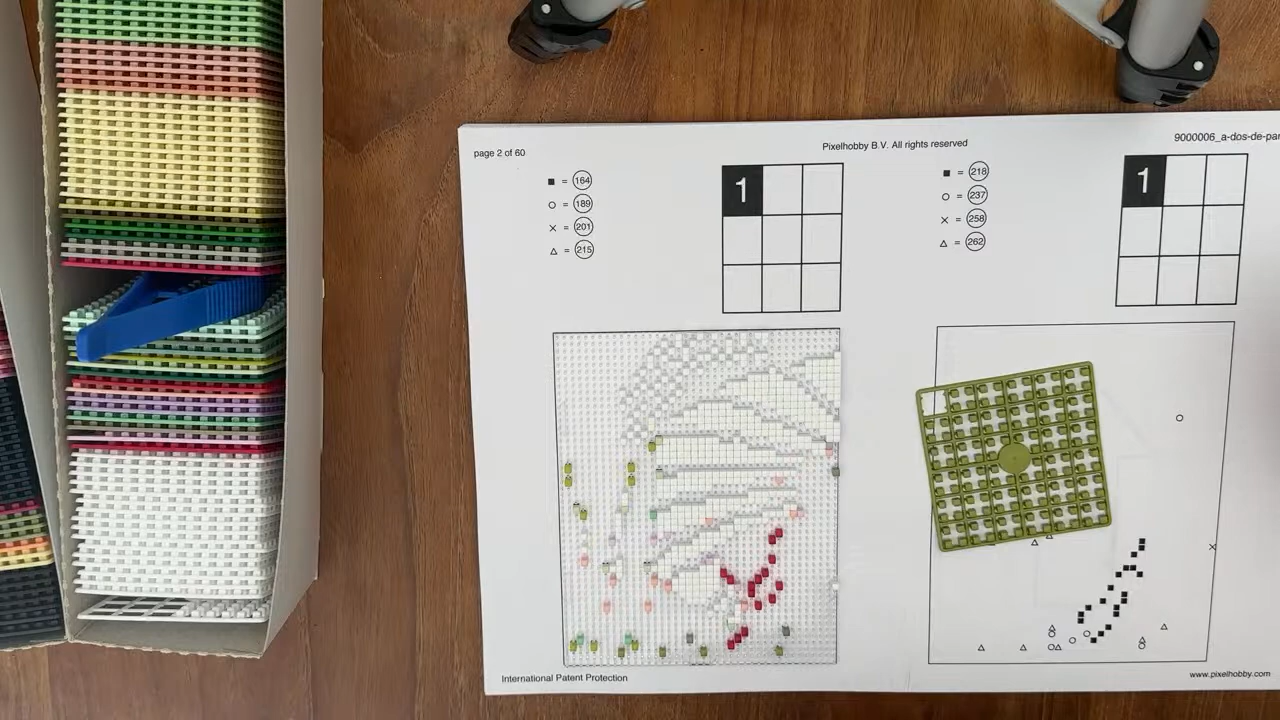 page 2 of 60
Pixelhobby B.V. All rights reserved
9000006_a-dos-de-par
■ = 164
○ = 189
× = 201
△ = 215
1
■ = 218
○ = 237
× = 258
△ = 262
1
International Patent Protection
www.pixelhobby.com